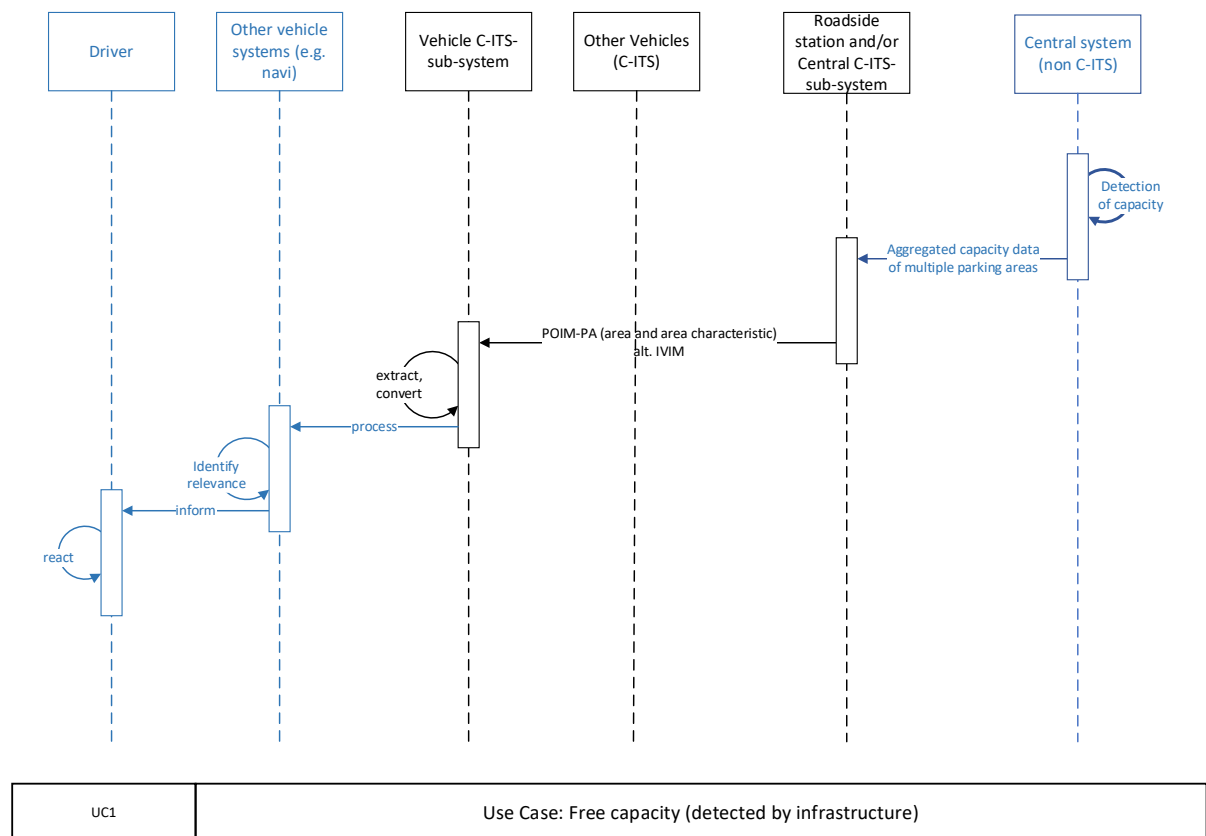 Driver
Other vehicle
systems (e.g.
navi)
Vehicle C-ITS-
sub-system
Other Vehicles
(C-ITS)
Roadside
station and/or
Central C-ITS-
sub-system
Central system
(non C-ITS)
Detection
of capacity
Aggregated capacity data
of multiple parking areas
POIM-PA (area and area characteristic)
alt. IVIM
extract,
convert
process
Identify
relevance
inform
react
UC1
Use Case: Free capacity (detected by infrastructure)